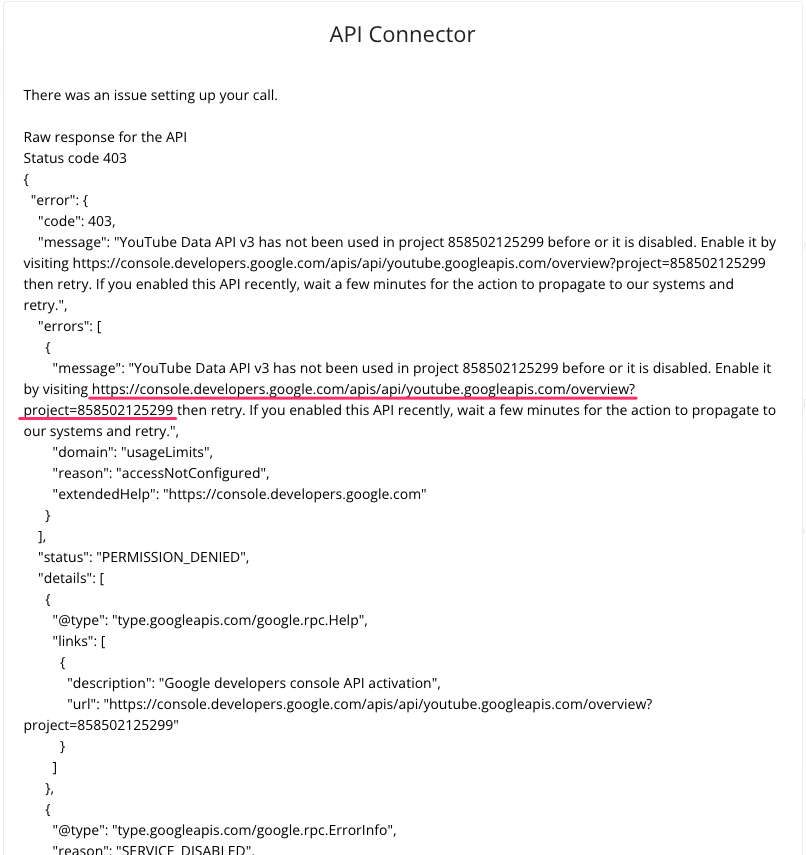 API Connector
There was an issue setting up your call.
Raw response for the API
Status code 403
{
"error": {
"code": 403,
"message": "YouTube Data API v3 has not been used in project 858502125299 before or it is disabled. Enable it by
visiting https://console.developers.google.com/apis/api/youtube.googleapis.com/overview?project=858502125299
then retry. If you enabled this API recently, wait a few minutes for the action to propagate to our systems and
retry.",
"errors": [
{
"message": "YouTube Data API v3 has not been used in project 858502125299 before or it is disabled. Enable it
by visiting https://console.developers.google.com/apis/api/youtube.googleapis.com/overview?
project=858502125299 then retry. If you enabled this API recently, wait a few minutes for the action to propagate to
our systems and retry.",
"domain": "usageLimits",
"reason": "accessNotConfigured",
"extendedHelp": "https://console.developers.google.com"
}
],
"status": "PERMISSION_DENIED",
"details": [
{
"@type": "type.googleapis.com/google.rpc.Help",
"links": [
{
"description": "Google developers console API activation",
"url": "https://console.developers.google.com/apis/api/youtube.googleapis.com/overview?
project=858502125299"
}
]
},
{
"@type": "type.googleapis.com/google.rpc.ErrorInfo",
"reason": "SERVICE_DISABLED",